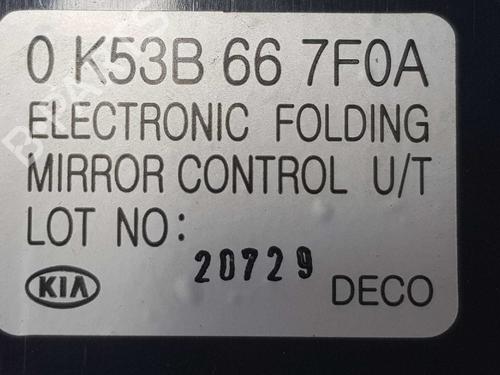 0 K53B 66 7F0A
ELECTRONIC FOLDING
MIRROR CONTROL U/T
LOT NO: 20729
KIA DECO